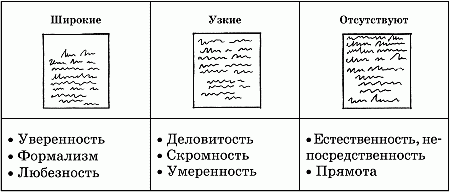 Широкие
Узкие
Отсутствуют
• Уверенность
• Формализм
• Любезность
• Деловитость
• Скромность
• Умеренность
• Естественность, не-
посредственность
• Прямота